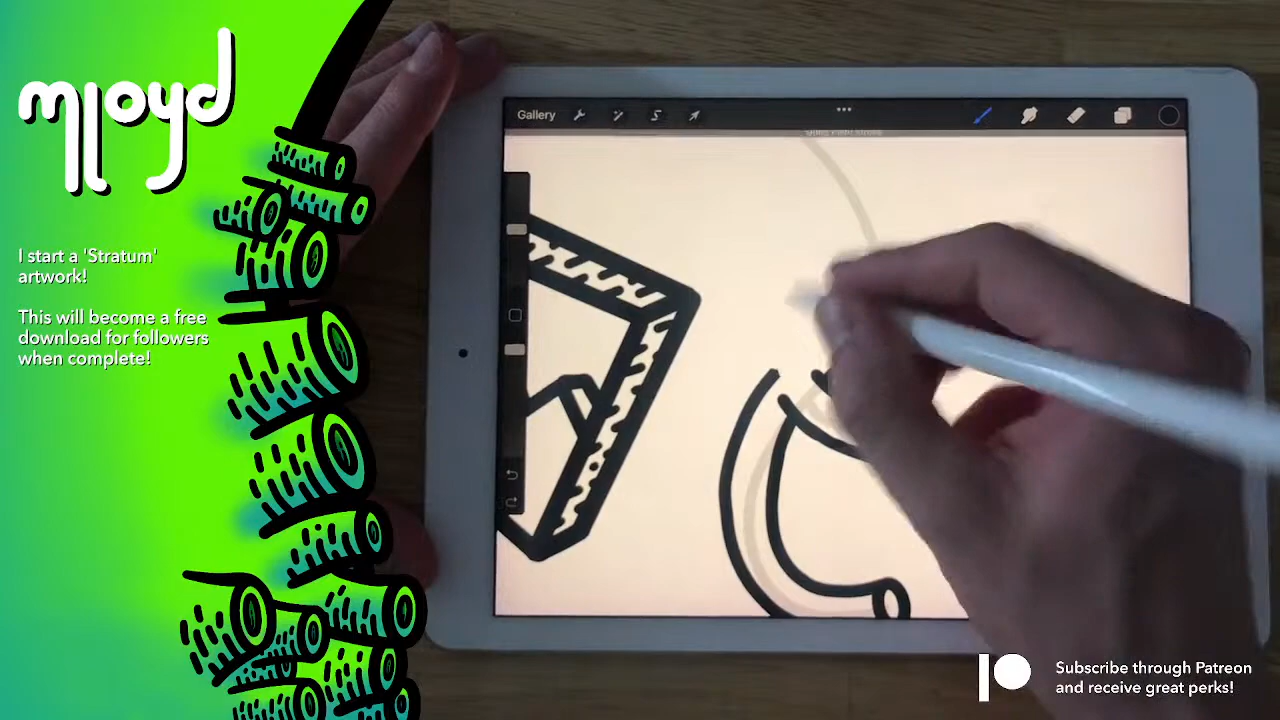 mlloyd
I start a 'Stratum'
artwork!
This will become a free
download for followers
when complete!
Gallery
Subscribe through Patreon
and receive great perks!